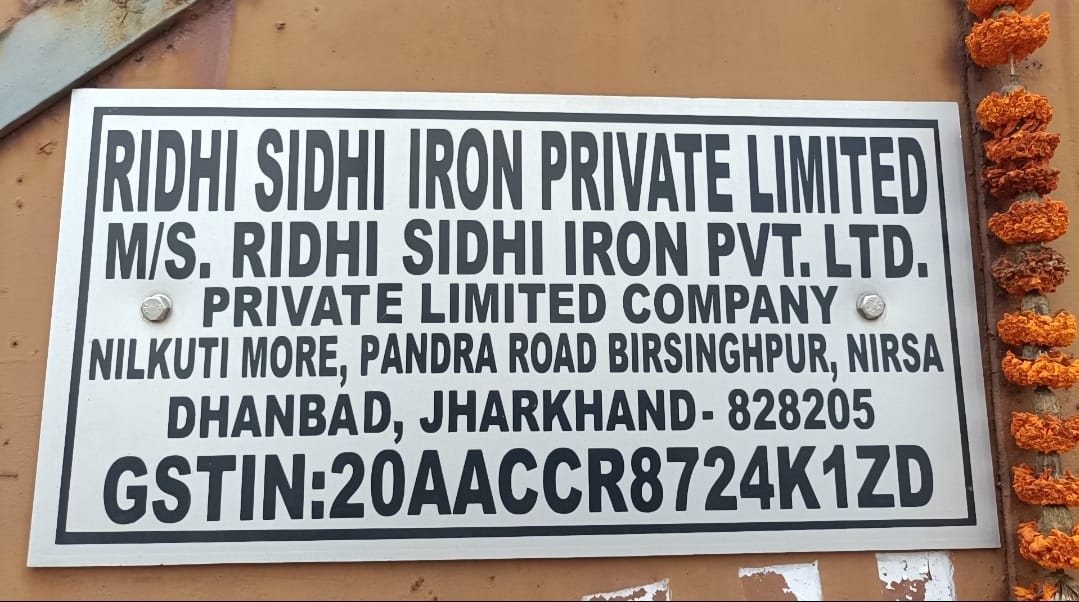 RIDHI SIDHI IRON PRIVATE LIMITED
M/S. RIDHI SIDHI IRON PVT. LTD.
PRIVATE LIMITED COMPANY
NILKUTI MORE, PANDRA ROAD BIRSINGHPUR, NIRSA
DHANBAD, JHARKHAND- 828205
GSTIN:20AACCR8724K1ZD